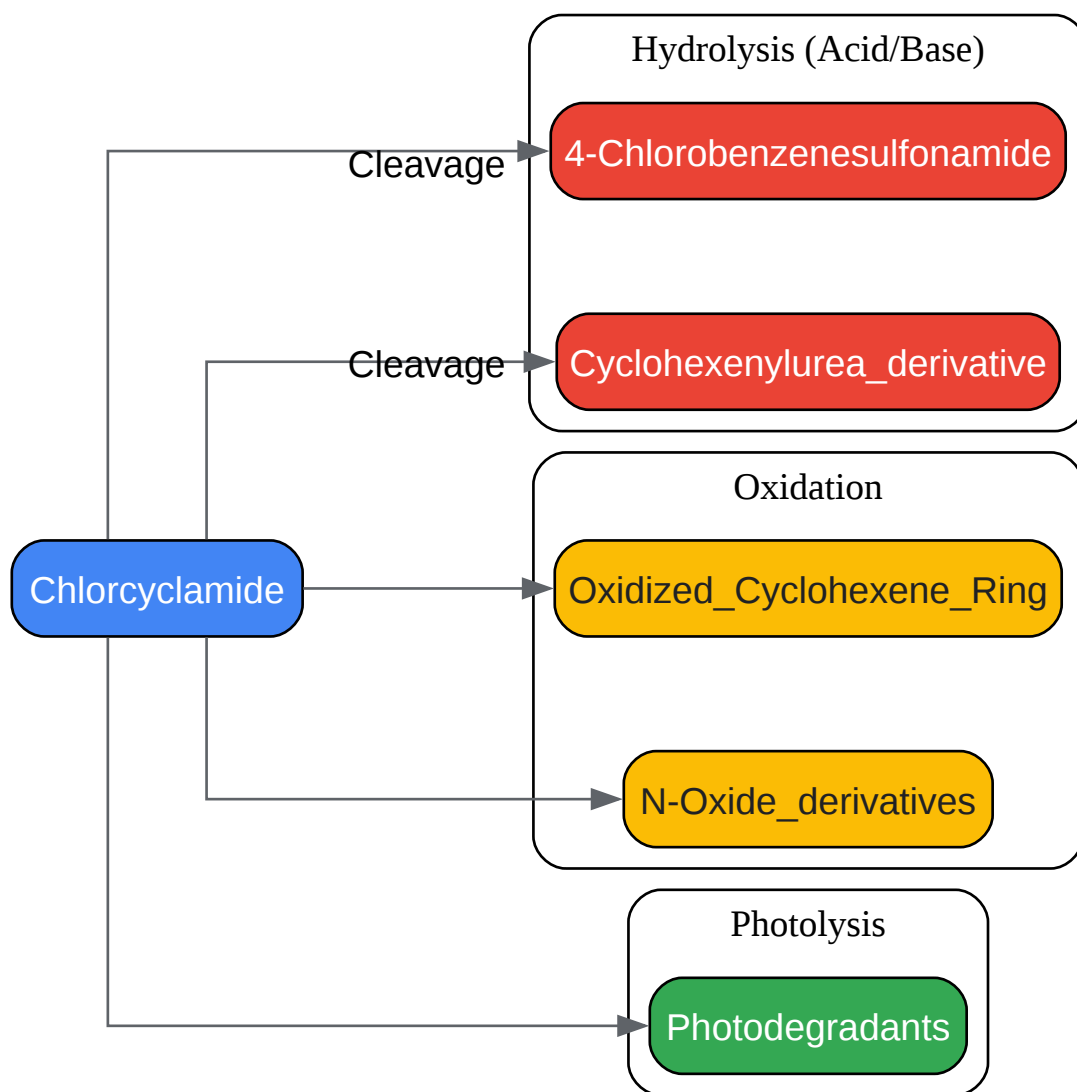 Hydrolysis (Acid/Base)
4-Chlorobenzenesulfonamide
Cleavage
Cyclohexenylurea_derivative
Cleavage
Oxidation
Chlorcyclamide
Oxidized_Cyclohexene_Ring
N-Oxide_derivatives
Photolysis
Photodegradants